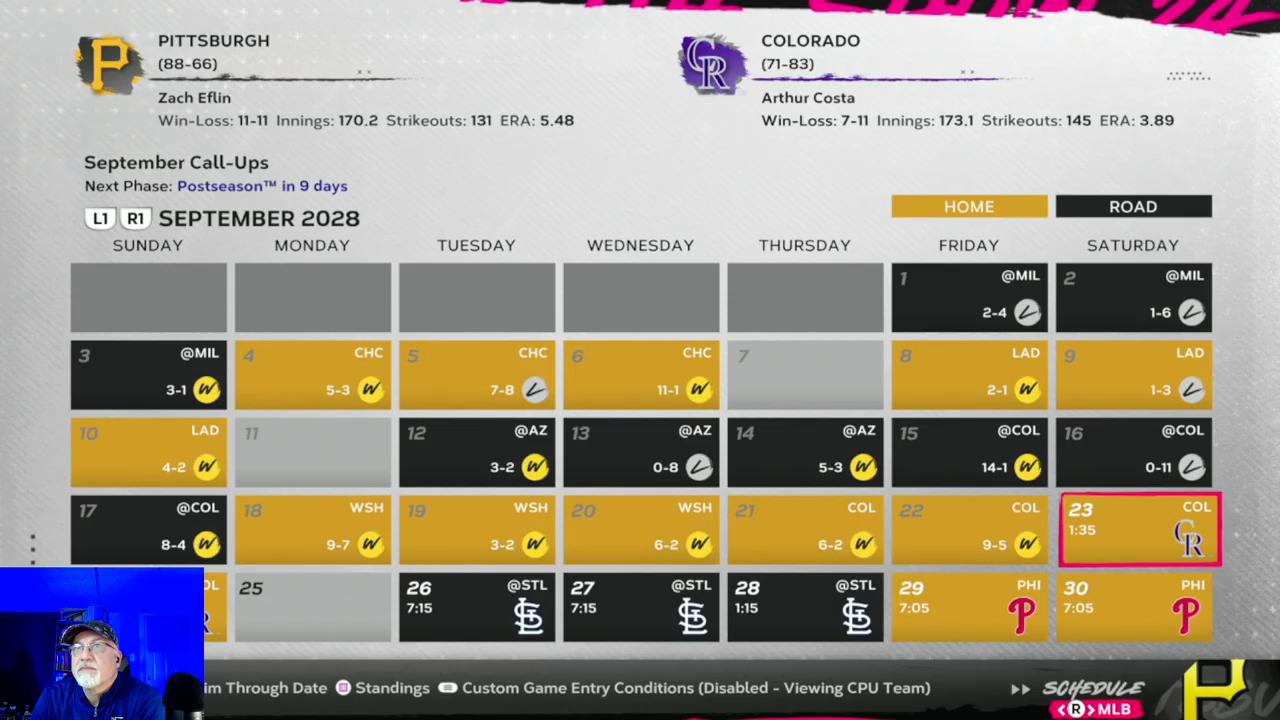 PITTSBURGH
(88-66)
Zach Eflin
Win-Loss: 11-11 Innings: 170.2 Strikeouts: 131 ERA: 5.48
COLORADO
(71-83)
Arthur Costa
Win-Loss: 7-11 Innings: 173.1 Strikeouts: 145 ERA: 3.89
September Call-Ups
Next Phase: Postseason™ in 9 days
L1 R1 SEPTEMBER 2028
HOME ROAD
SUNDAY MONDAY TUESDAY WEDNESDAY THURSDAY FRIDAY SATURDAY
1 @MIL 2 @MIL
2-4 L 1-6 L
3 @MIL 4 CHC 5 CHC 6 CHC 7 8 LAD 9 LAD
3-1 W 5-3 W 7-8 L 11-1 W 2-1 W 1-3 L
10 LAD 11 12 @AZ 13 @AZ 14 @AZ 15 @COL 16 @COL
4-2 W 3-2 W 0-8 L 5-3 W 14-1 W 0-11 L
17 @COL 18 WSH 19 WSH 20 WSH 21 COL 22 COL 23 COL
1:35
8-4 W 9-7 W 3-2 W 6-2 W 6-2 W 9-5 W
25 26 @STL 27 @STL 28 @STL 29 PHI 30 PHI
7:15 7:15 1:15 7:05 7:05
Through Date Standings Custom Game Entry Conditions (Disabled - Viewing CPU Team)
SCHEDULE
<R> MLB